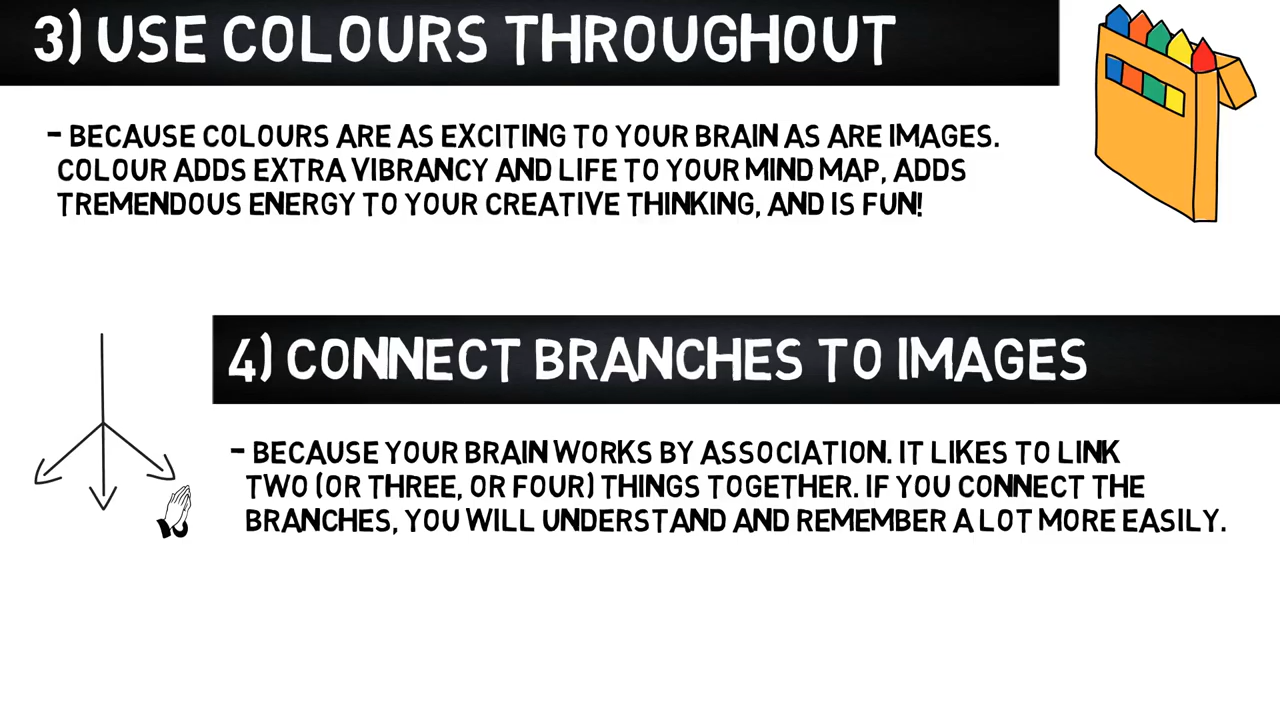 3) USE COLOURS THROUGHOUT
- BECAUSE COLOURS ARE AS EXCITING TO YOUR BRAIN AS ARE IMAGES.
COLOUR ADDS EXTRA VIBRANCY AND LIFE TO YOUR MIND MAP, ADDS
TREMENDOUS ENERGY TO YOUR CREATIVE THINKING, AND IS FUN!
4) CONNECT BRANCHES TO IMAGES
- BECAUSE YOUR BRAIN WORKS BY ASSOCIATION. IT LIKES TO LINK
TWO (OR THREE, OR FOUR) THINGS TOGETHER. IF YOU CONNECT THE
BRANCHES, YOU WILL UNDERSTAND AND REMEMBER A LOT MORE EASILY.